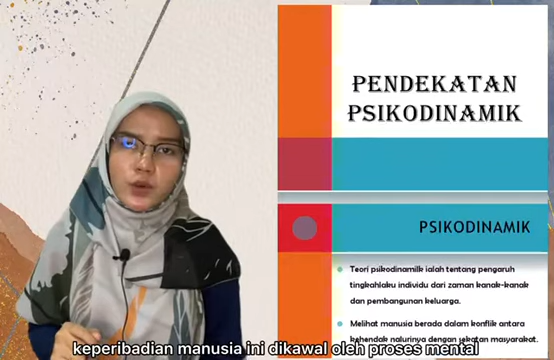 PENDEKATAN
PSIKODINAMIK
PSIKODINAMIK
Teori psikodinamilk ialah tentang pengaruh
tingkahlaku individu dari zaman kanak-kanak
dan pembangunan keluarga.
Melihat manusia berada dalam konflik antara
kehendak nalurinya dengan sekatan masyarakat.
keperibadian manusia ini dikawal oleh proses mental